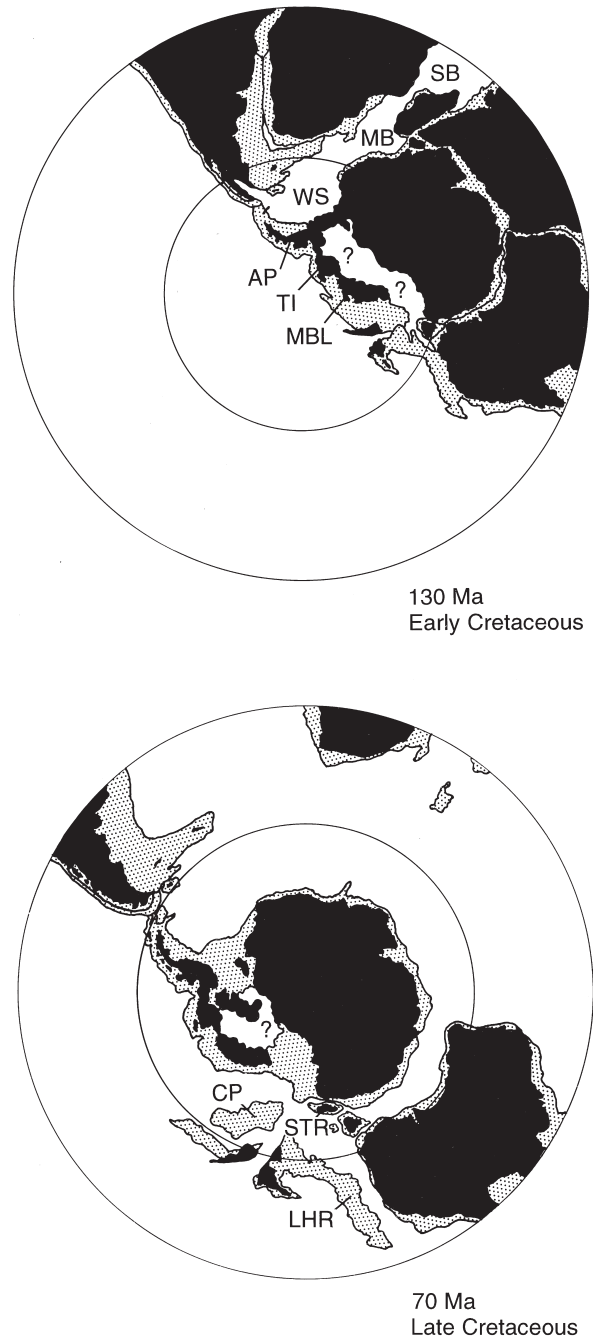 SB
MB
WS
?
AP
?
TI
MBL
130 Ma
Early Cretaceous
?
CP
STR
LHR
70 Ma
Late Cretaceous